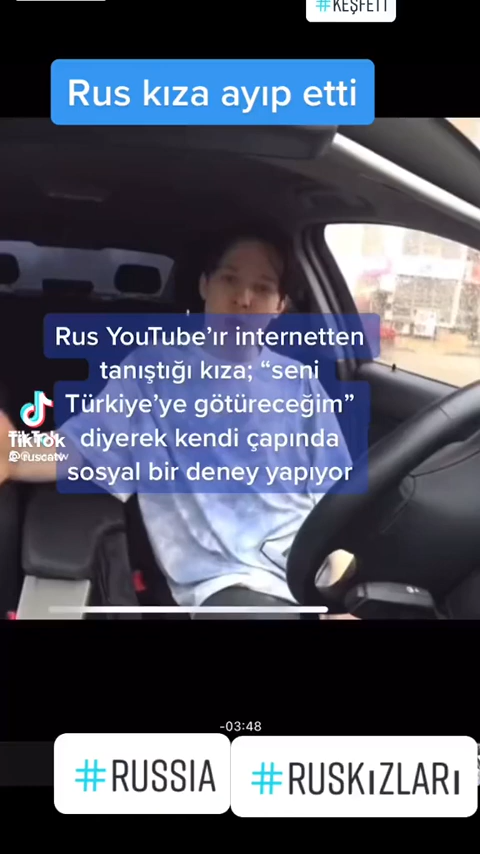 #KEŞFETT
Rus kıza ayıp etti
Rus YouTube’ır internetten
tanıştığı kıza; “seni
Türkiye’ye götüreceğim”
diyerek kendi çapında
sosyal bir deney yapıyor
TikTok
-03:48
#RUSSIA
#RUSKıZLARı